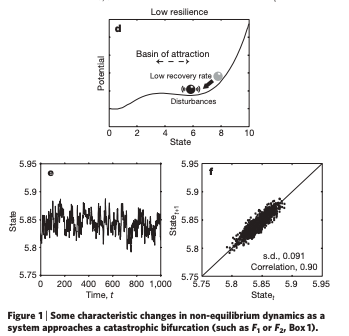 Low resilience
d
Basin of attraction
Low recovery rate
Disturbances
Potential
0 2 4 6 8 10
State
e
5.95
5.9
5.85
5.8
5.75
State
0 200 400 600 800 1,000
Time, t
f
5.95
5.9
5.85
5.8
5.75
State t+1
s.d., 0.091
Correlation, 0.90
5.75 5.8 5.85 5.9 5.95
State t
Figure 1 | Some characteristic changes in non-equilibrium dynamics as a
system approaches a catastrophic bifurcation (such as F1 or F2, Box 1).